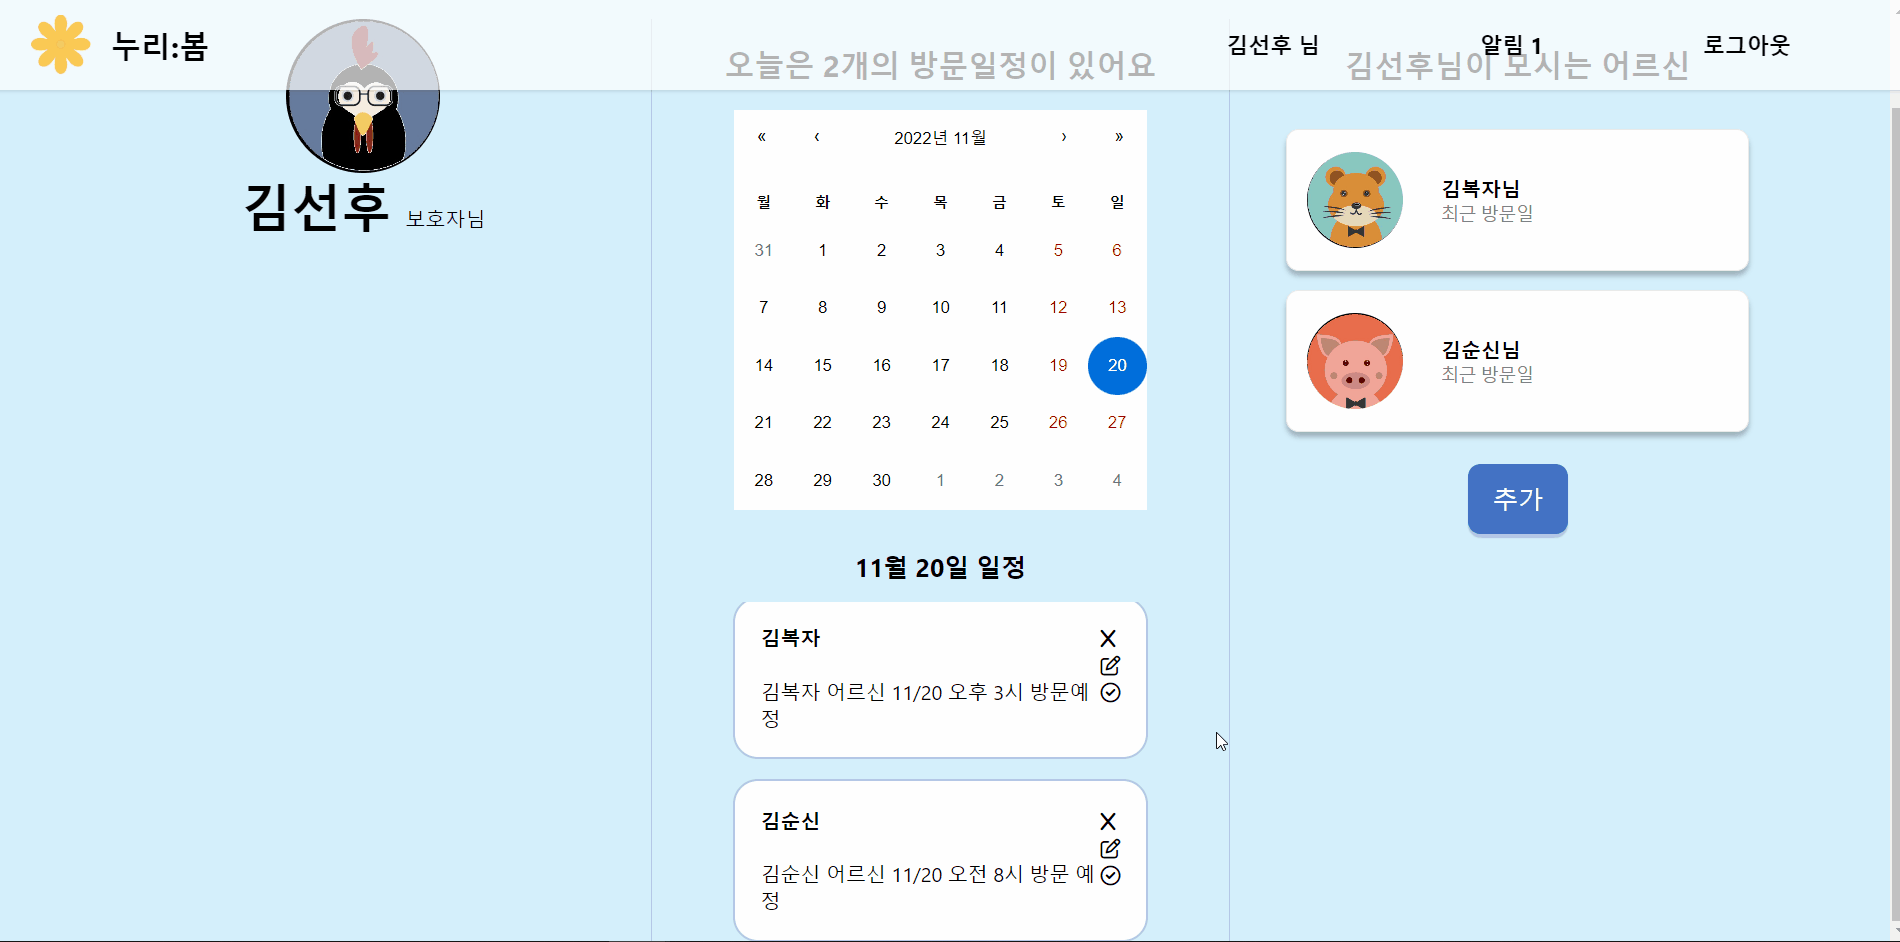 누리:봄
김선후 님
알림 1
로그아웃
김선후 보호자님
오늘은 2개의 방문일정이 있어요
« ‹ 2022년 11월 › »
월 화 수 목 금 토 일
31 1 2 3 4 5 6
7 8 9 10 11 12 13
14 15 16 17 18 19 20
21 22 23 24 25 26 27
28 29 30 1 2 3 4
11월 20일 일정
김복자
김복자 어르신 11/20 오후 3시 방문예
정
김순신
김순신 어르신 11/20 오전 8시 방문 예
정
김선후님이 모시는 어르신
김복자님
최근 방문일
김순신님
최근 방문일
추가